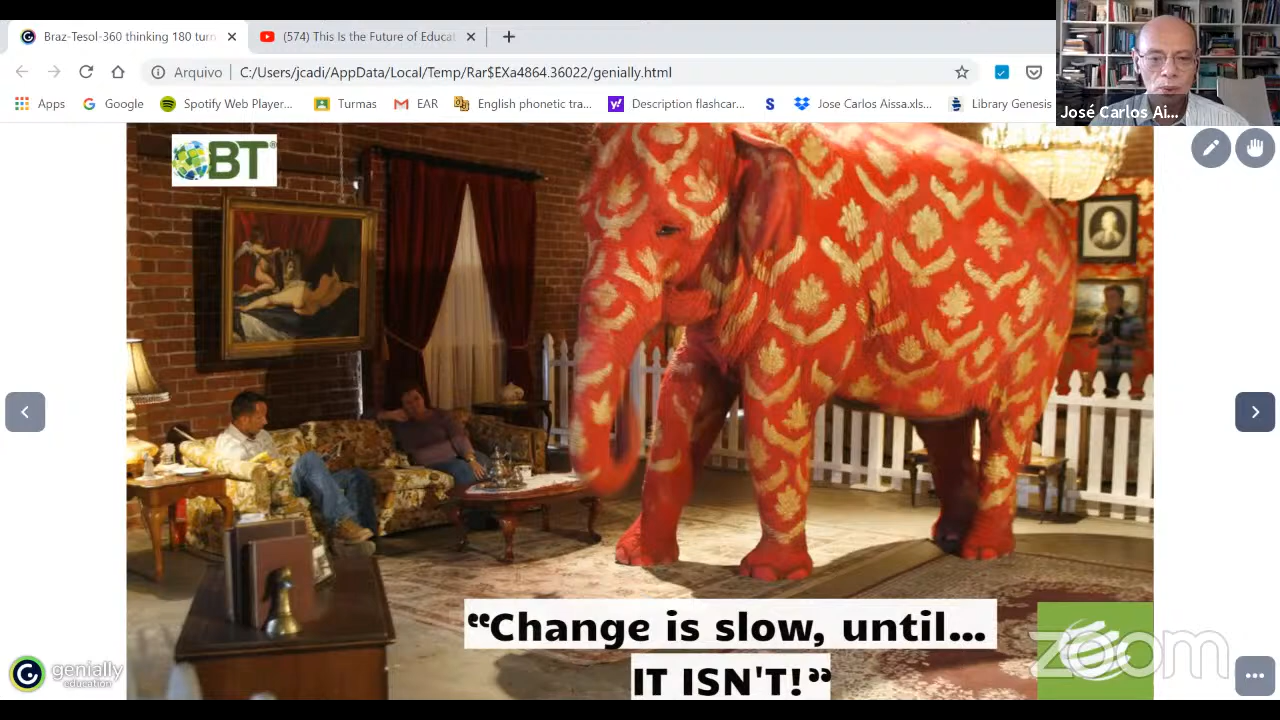 Braz-Tesol-360 thinking 180 turn
(574) This Is the Future of Educat
Arquivo
C:/Users/jcadi/AppData/Local/Temp/Rar$EXa4864.36022/genially.html
Apps
Google
Spotify Web Player...
Turmas
EAR
English phonetic tra...
Description flashcar...
S
Jose Carlos Aissa.xls...
Library Genesis
José Carlos Ai...
BT®
“Change is slow, until...
IT ISN'T!”
zoom
genially
education